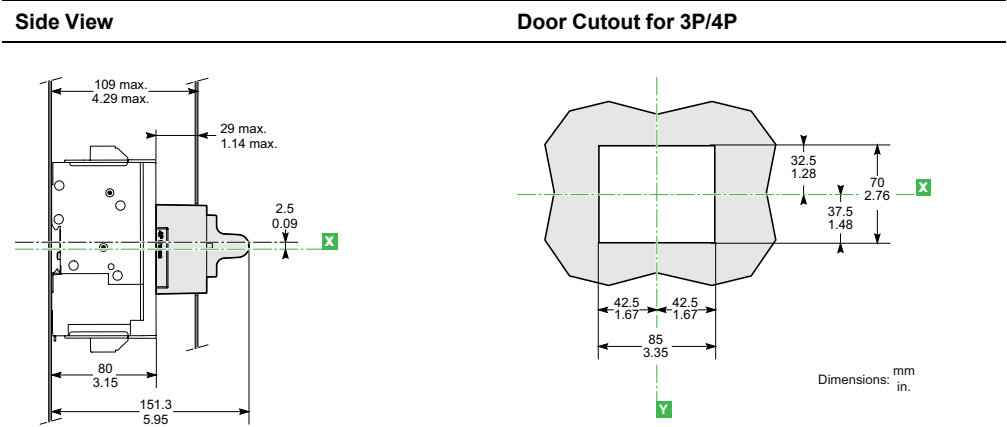 Side View
Door Cutout for 3P/4P
109 max.
4.29 max.
29 max.
1.14 max.
2.5
0.09
X
80
3.15
151.3
5.95
32.5
1.28
70
2.76
X
37.5
1.48
42.5
1.67
42.5
1.67
85
3.35
Dimensions: mm
in.
Y